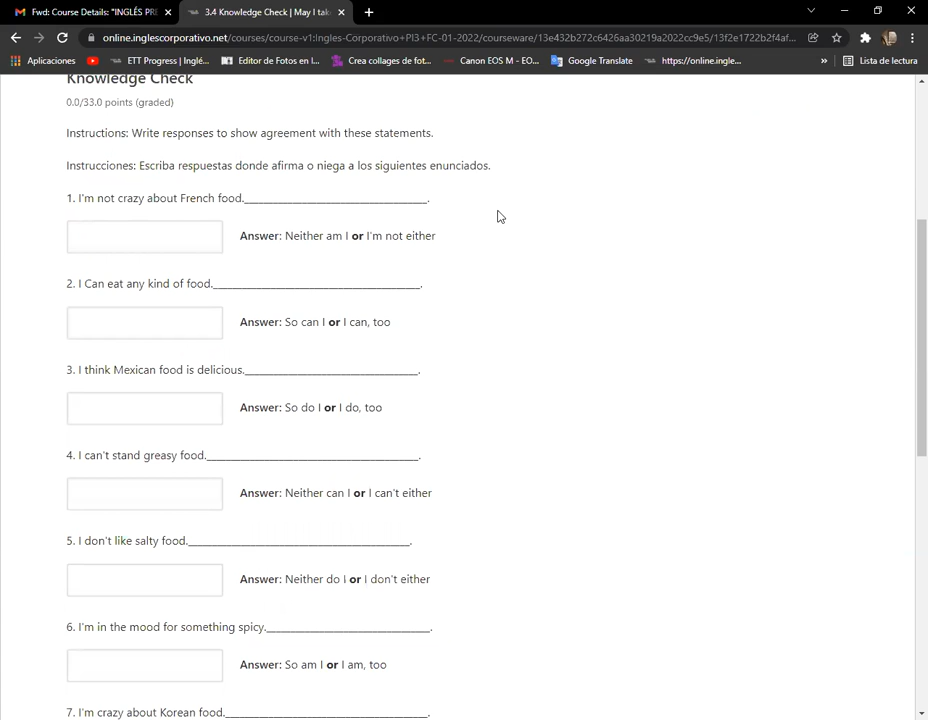 Fwd: Course Details: "INGLÉS PRE
3.4 Knowledge Check | May I tak
online.inglescorporativo.net/courses/course-v1:Ingles-Corporativo+PI3+FC-01-2022/courseware/13e432b272c6426aa30219a2022cc9e5/13f2e1722b2f4af...
Aplicaciones
ETT Progress | Inglé...
Editor de Fotos en l...
Crea collages de fot...
Canon EOS M - EO...
Google Translate
https://online.ingle...
»
Lista de lectura
Knowledge Check
0.0/33.0 points (graded)
Instructions: Write responses to show agreement with these statements.
Instrucciones: Escriba respuestas donde afirma o niega a los siguientes enunciados.
1. I'm not crazy about French food.___________________________________.
Answer: Neither am I or I'm not either
2. I Can eat any kind of food.________________________________________.
Answer: So can I or I can, too
3. I think Mexican food is delicious.________________________________.
Answer: So do I or I do, too
4. I can't stand greasy food.________________________________________.
Answer: Neither can I or I can't either
5. I don't like salty food.__________________________________________.
Answer: Neither do I or I don't either
6. I'm in the mood for something spicy.______________________________.
Answer: So am I or I am, too
7. I'm crazy about Korean food.______________________________________.